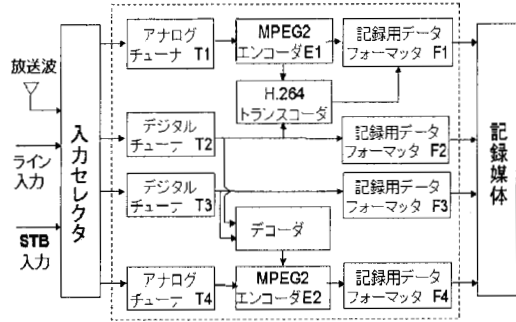 放送波
ライン
入力
STB
入力
入力セレクタ
アナログ
チューナ T1
MPEG2
エンコーダE1
記録用データ
フォーマッタ F1
H.264
トランスコーダ
デジタル
チューナ T2
記録用データ
フォーマッタ F2
デジタル
チューナ T3
記録用データ
フォーマッタ F3
デコーダ
アナログ
チューナ T4
MPEG2
エンコーダE2
記録用データ
フォーマッタ F4
記録媒体